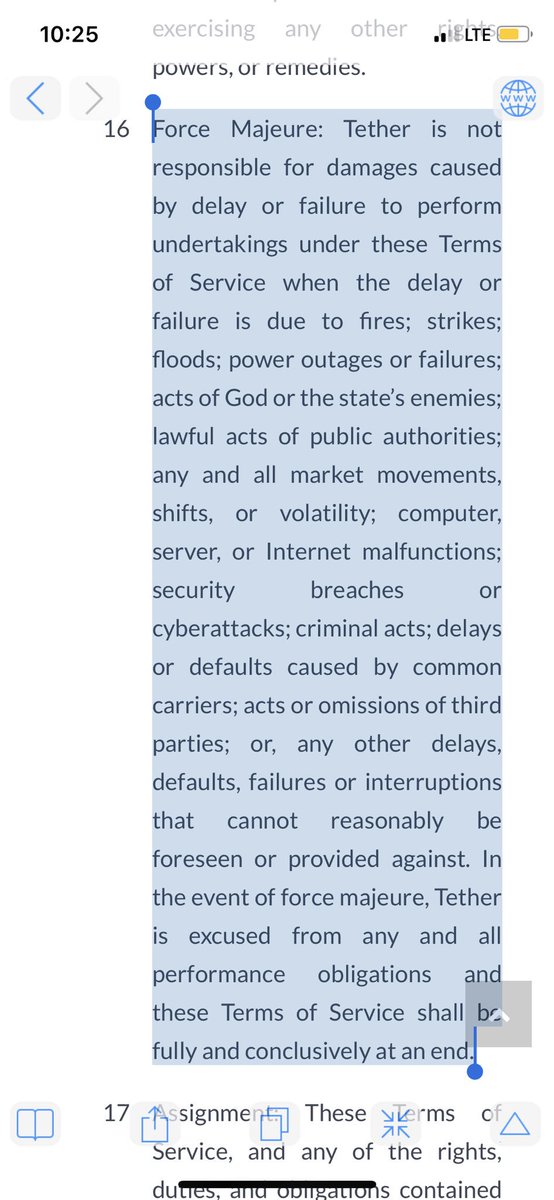 10:25
LTE
exercising any other rights,
powers, or remedies.
www
16 Force Majeure: Tether is not
responsible for damages caused
by delay or failure to perform
undertakings under these Terms
of Service when the delay or
failure is due to fires; strikes;
floods; power outages or failures;
acts of God or the state’s enemies;
lawful acts of public authorities;
any and all market movements,
shifts, or volatility; computer,
server, or Internet malfunctions;
security breaches or
cyberattacks; criminal acts; delays
or defaults caused by common
carriers; acts or omissions of third
parties; or, any other delays,
defaults, failures or interruptions
that cannot reasonably be
foreseen or provided against. In
the event of force majeure, Tether
is excused from any and all
performance obligations and
these Terms of Service shall be
fully and conclusively at an end.
17 Assignment: These Terms of
Service, and any of the rights,
duties, and obligations contained